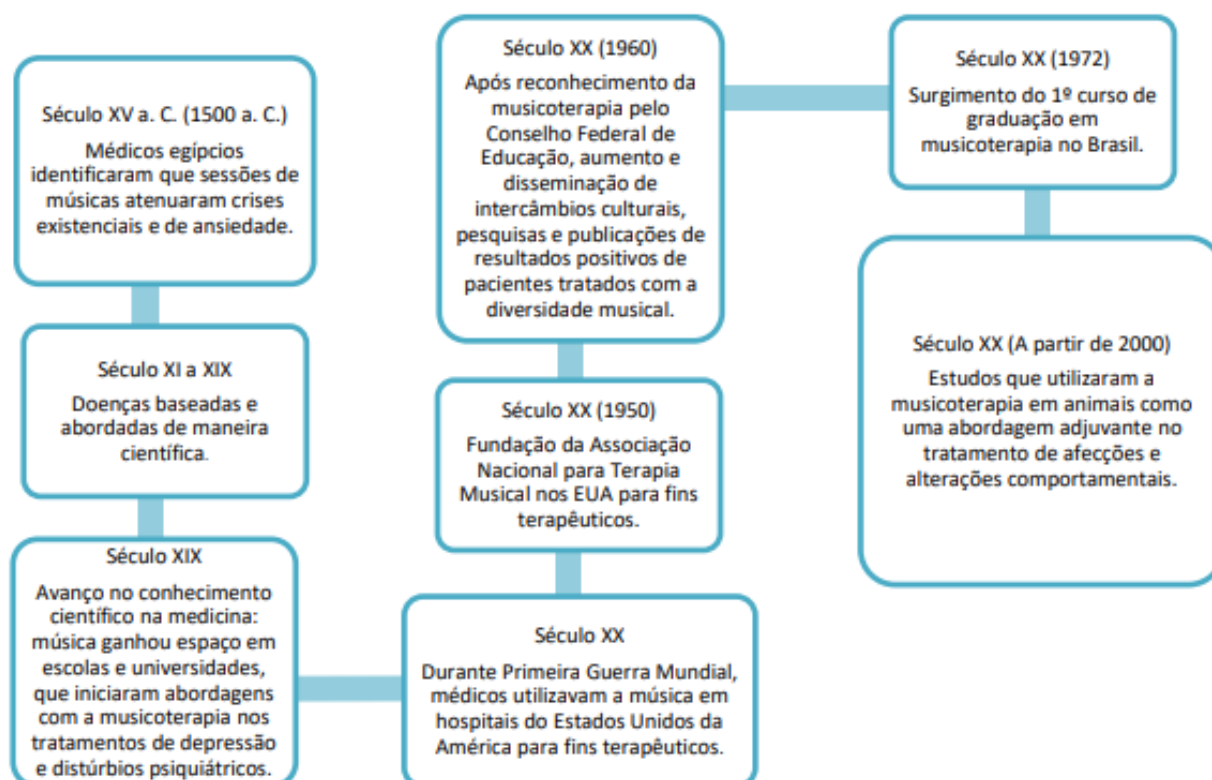 Século XV a. C. (1500 a. C.)
Médicos egípcios
identificaram que sessões de
músicas atenuaram crises
existenciais e de ansiedade.
Século XI a XIX
Doenças baseadas e
abordadas de maneira
científica.
Século XIX
Avanço no conhecimento
científico na medicina:
música ganhou espaço em
escolas e universidades,
que iniciaram abordagens
com a musicoterapia nos
tratamentos de depressão
e distúrbios psiquiátricos.
Século XX
Durante Primeira Guerra Mundial,
médicos utilizavam a música em
hospitais do Estados Unidos da
América para fins terapêuticos.
Século XX (1950)
Fundação da Associação
Nacional para Terapia
Musical nos EUA para fins
terapêuticos.
Século XX (1960)
Após reconhecimento da
musicoterapia pelo
Conselho Federal de
Educação, aumento e
disseminação de
intercâmbios culturais,
pesquisas e publicações de
resultados positivos de
pacientes tratados com a
diversidade musical.
Século XX (1972)
Surgimento do 1º curso de
graduação em
musicoterapia no Brasil.
Século XX (A partir de 2000)
Estudos que utilizaram a
musicoterapia em animais como
uma abordagem adjuvante no
tratamento de afecções e
alterações comportamentais.